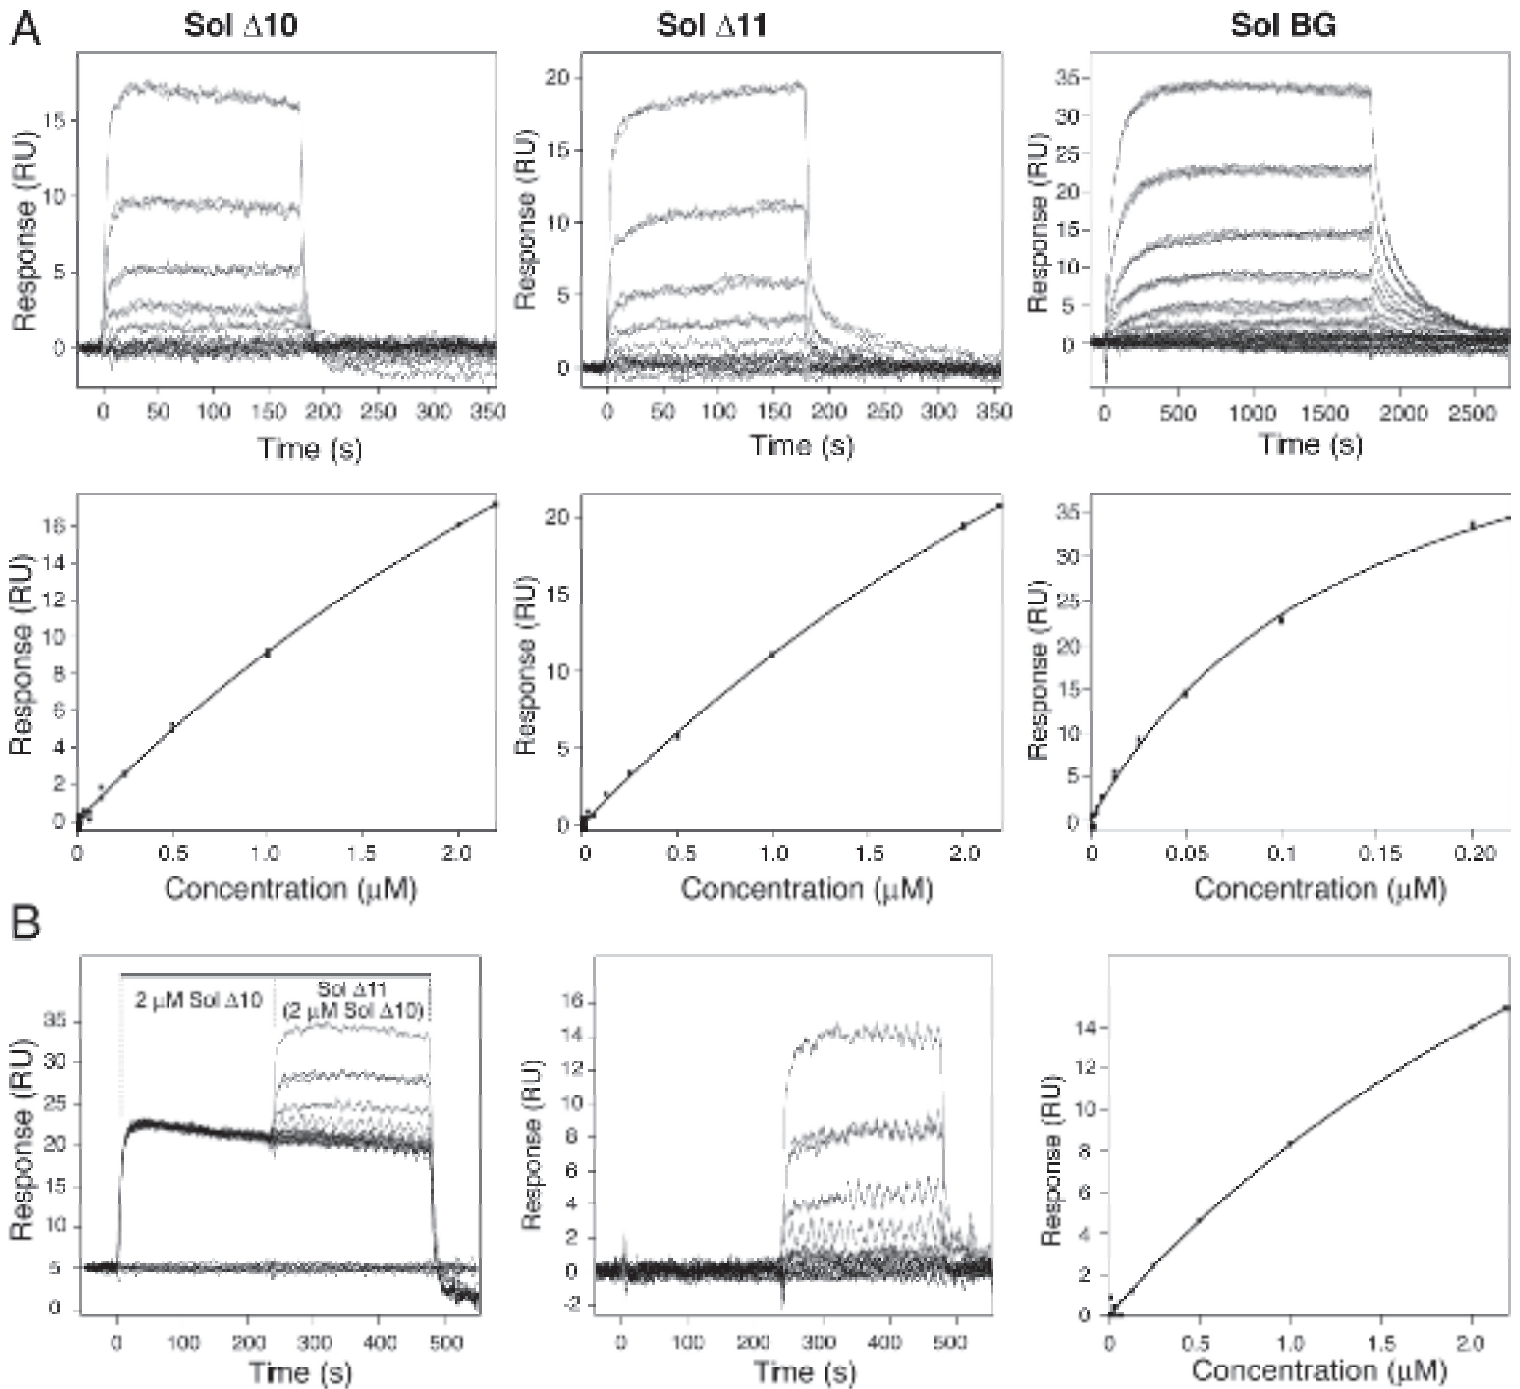 A
Sol Δ10
Sol Δ11
Sol BG
Response (RU)
15
10
5
0
0 50 100 150 200 250 300 350
Time (s)
Response (RU)
20
15
10
5
0
0 50 100 150 200 250 300 350
Time (s)
Response (RU)
35
30
25
20
15
10
5
0
0 500 1000 1500 2000 2500
Time (s)
Response (RU)
16
14
12
10
8
6
4
2
0
0 0.5 1.0 1.5 2.0
Concentration (μM)
Response (RU)
20
15
10
5
0
0 0.5 1.0 1.5 2.0
Concentration (μM)
Response (RU)
35
30
25
20
15
10
5
0
0 0.05 0.1 0.15 0.20
Concentration (μM)
B
2 μM Sol Δ10
Sol Δ11
(2 μM Sol Δ10)
Response (RU)
35
30
25
20
15
10
5
0
0 100 200 300 400 500
Time (s)
Response (RU)
16
14
12
10
8
6
4
2
0
-2
0 100 200 300 400 500
Time (s)
Response (RU)
14
12
10
8
6
4
2
0
0 0.5 1.0 1.5 2.0
Concentration (μM)